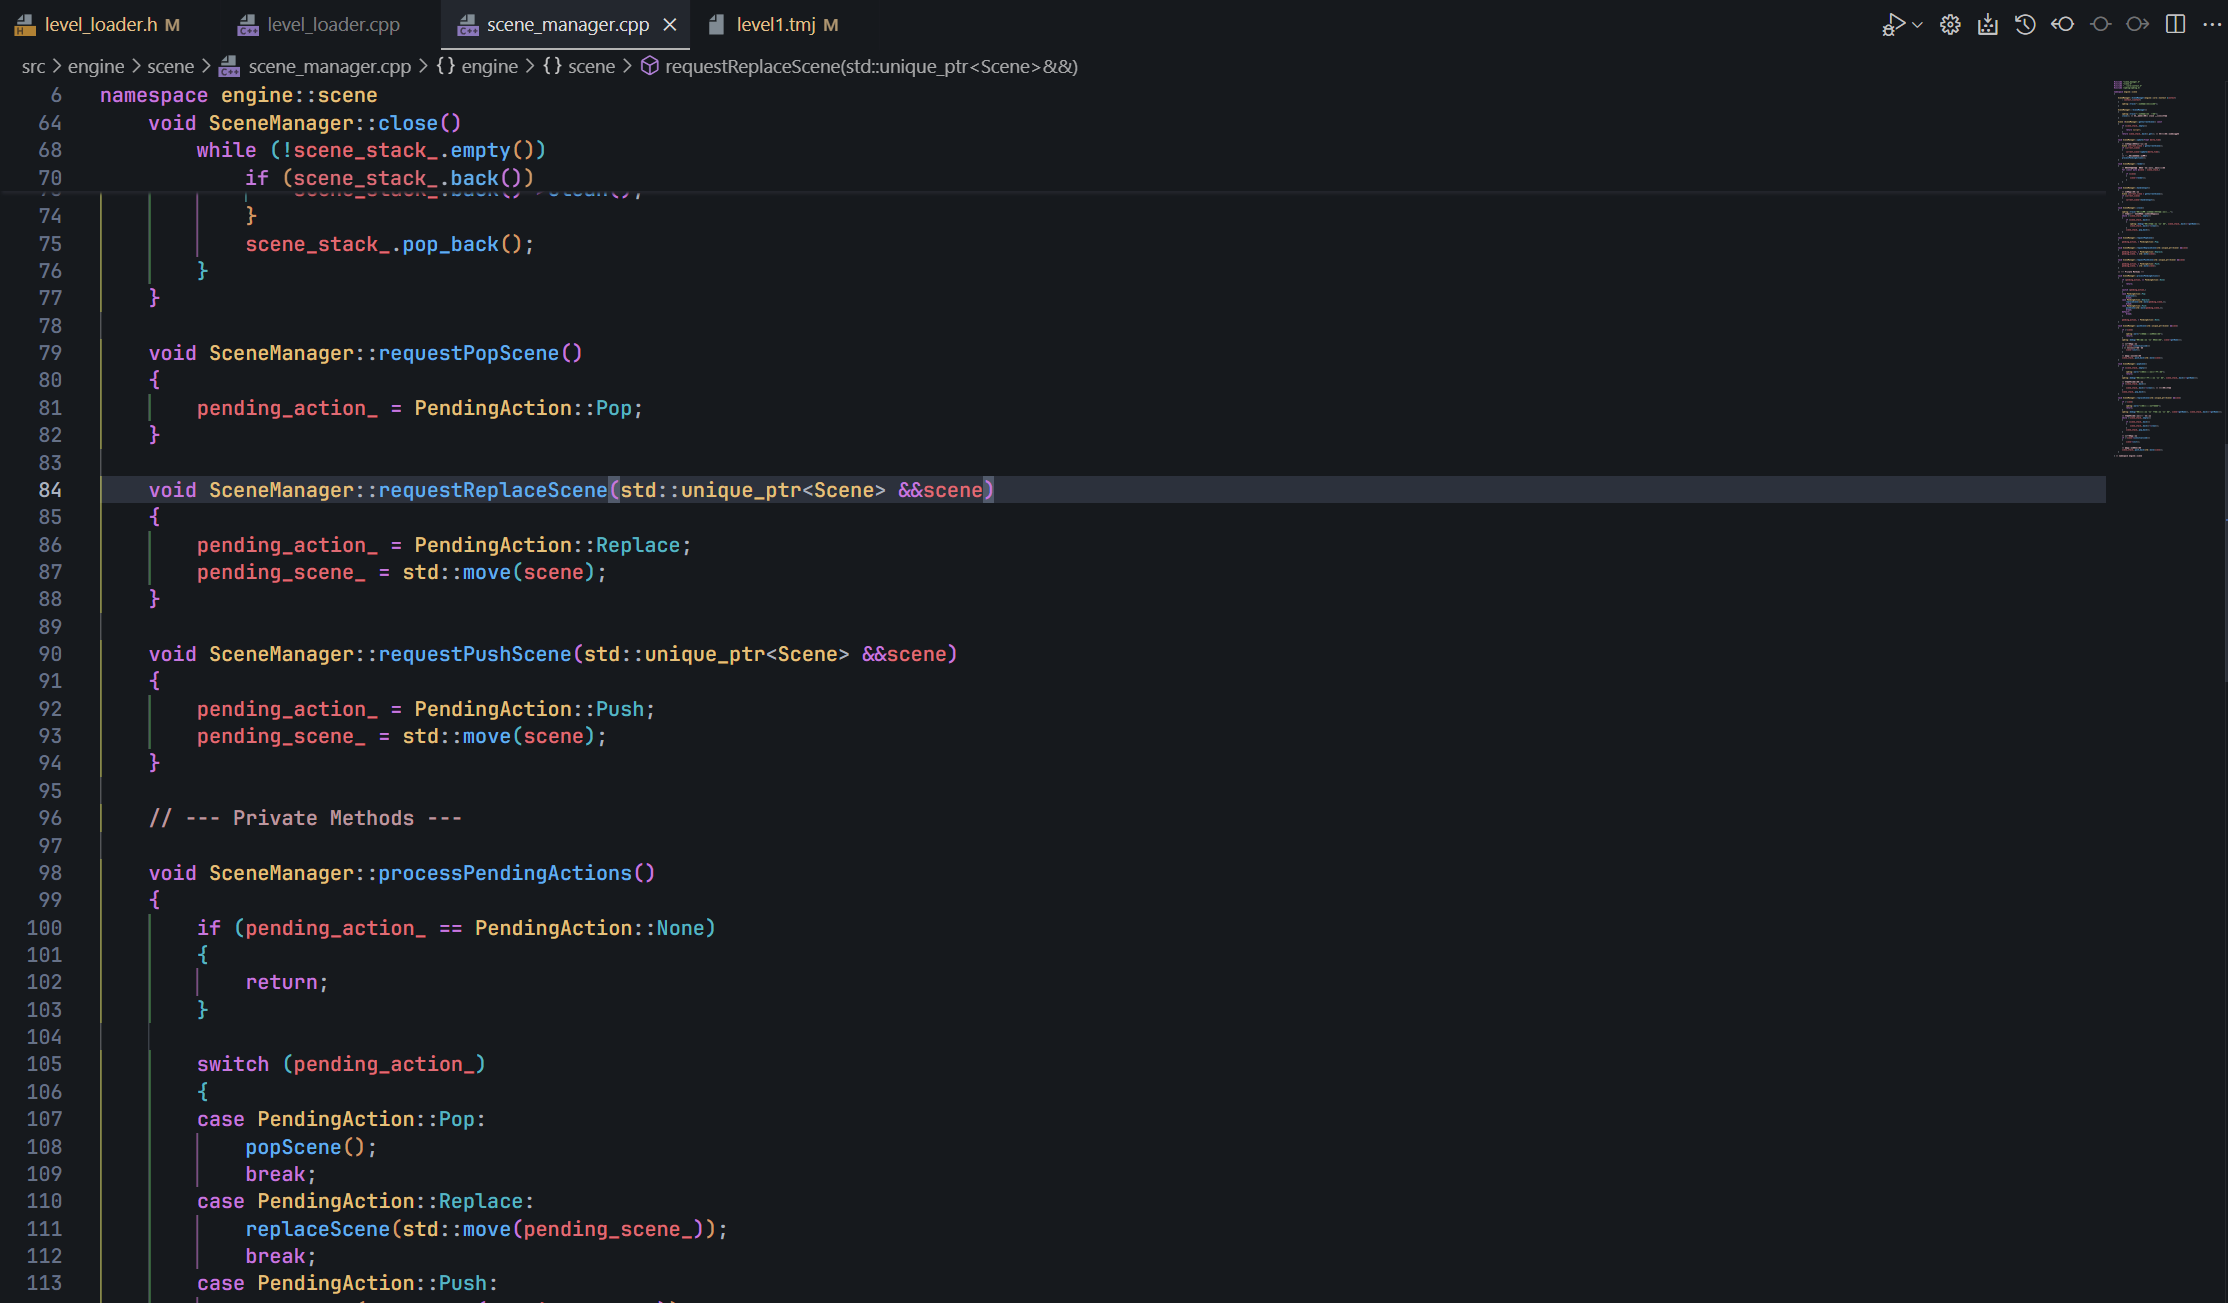 level_loader.h M level_loader.cpp scene_manager.cpp level1.tmj M
src > engine > scene > scene_manager.cpp > {} engine > {} scene > requestReplaceScene(std::unique_ptr<Scene>&&)
6 namespace engine::scene
64 void SceneManager::close()
68 while (!scene_stack_.empty())
70 if (scene_stack_.back())
74 }
75 scene_stack_.pop_back();
76 }
77 }
78
79 void SceneManager::requestPopScene()
80 {
81 pending_action_ = PendingAction::Pop;
82 }
83
84 void SceneManager::requestReplaceScene(std::unique_ptr<Scene> &&scene)
85 {
86 pending_action_ = PendingAction::Replace;
87 pending_scene_ = std::move(scene);
88 }
89
90 void SceneManager::requestPushScene(std::unique_ptr<Scene> &&scene)
91 {
92 pending_action_ = PendingAction::Push;
93 pending_scene_ = std::move(scene);
94 }
95
96 // --- Private Methods ---
97
98 void SceneManager::processPendingActions()
99 {
100 if (pending_action_ == PendingAction::None)
101 {
102 return;
103 }
104
105 switch (pending_action_)
106 {
107 case PendingAction::Pop:
108 popScene();
109 break;
110 case PendingAction::Replace:
111 replaceScene(std::move(pending_scene_));
112 break;
113 case PendingAction::Push: